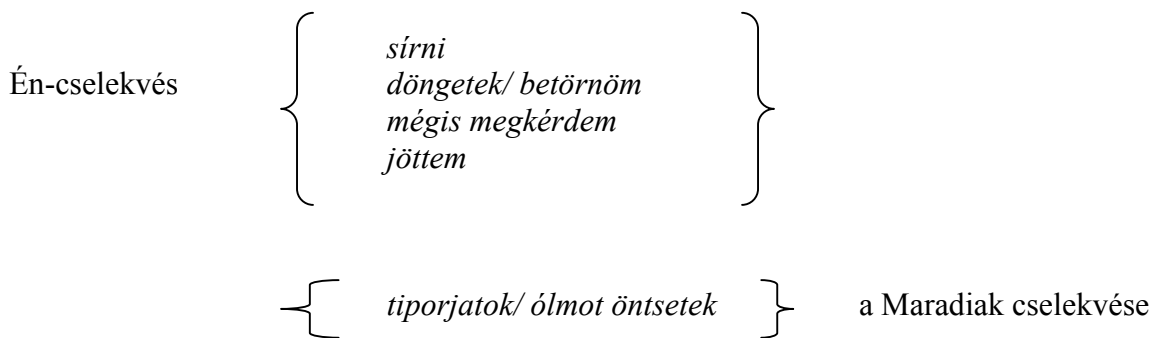 sírni
Én-cselekvés döngetek/ betörnöm
mégis megkérdem
jöttem
tiporjatok/ ólmot öntsetek a Maradiak cselekvése